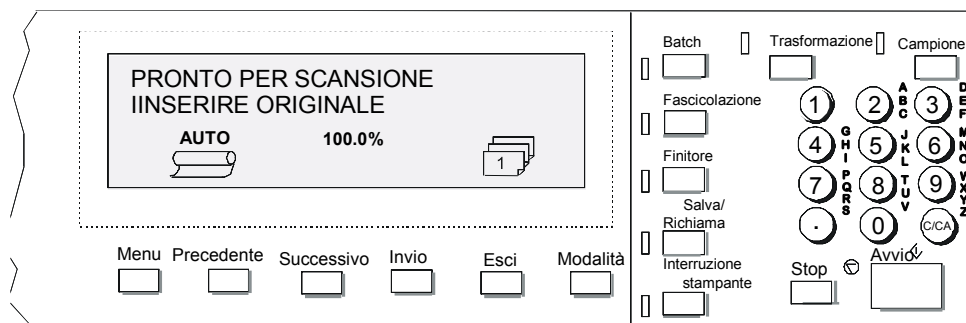 PRONTO PER SCANSIONE
IINSERIRE ORIGINALE
AUTO 100.0%
1
Menu Precedente Successivo Invio Esci Modalità
Batch Trasformazione Campione
Fascicolazione
Finitore
Salva/
Richiama
Interruzione
stampante
1 2 ABC 3 DEF
4 GHI 5 JKL 6 MNO
7 PQRS 8 TUV 9 WXYZ
. 0 C/CA
Stop Avvio